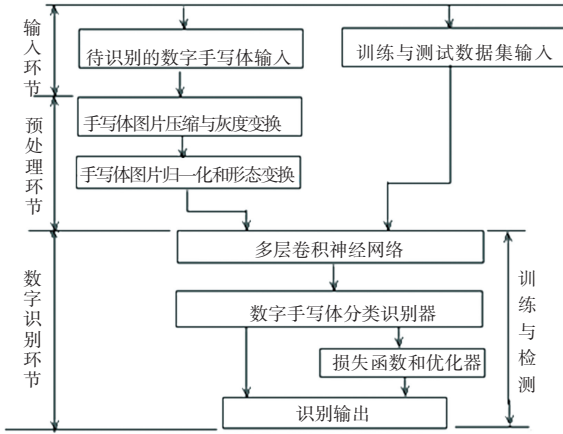 输入环节
待识别的数字手写体输入
训练与测试数据集输入
预处理环节
手写体图片压缩与灰度变换
手写体图片归一化和形态变换
数字识别环节
多层卷积神经网络
数字手写体分类识别器
损失函数和优化器
识别输出
训练与检测